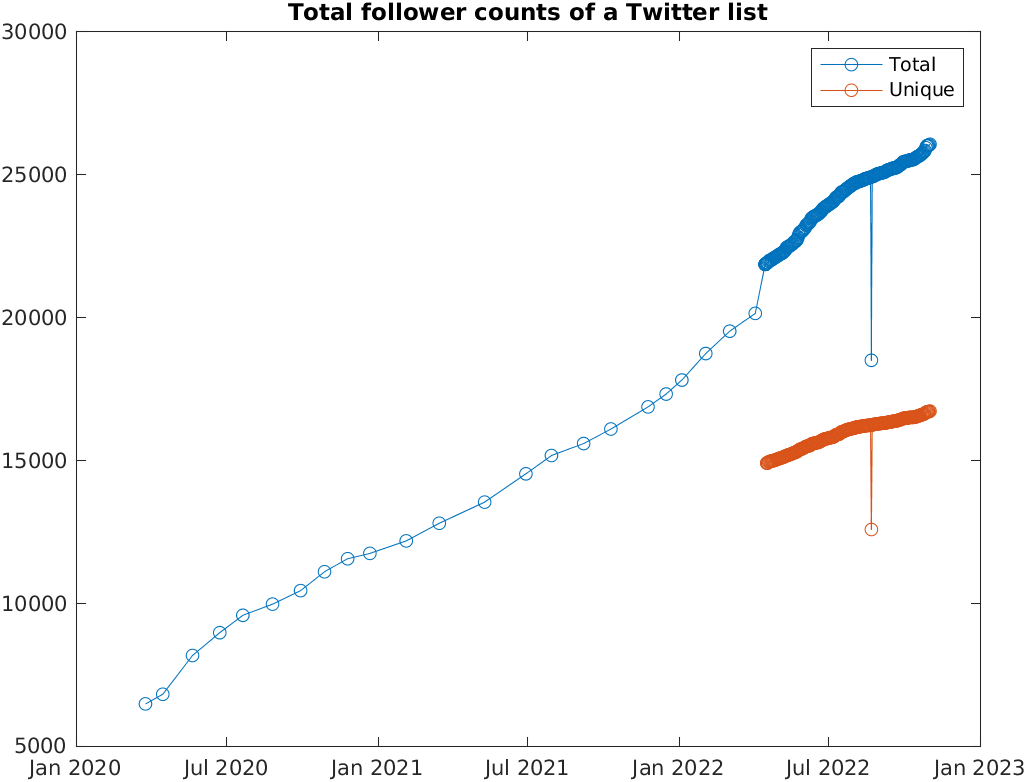 Total follower counts of a Twitter list
30000
25000
20000
15000
10000
5000
Total
Unique
Jan 2020
Jul 2020
Jan 2021
Jul 2021
Jan 2022
Jul 2022
Jan 2023